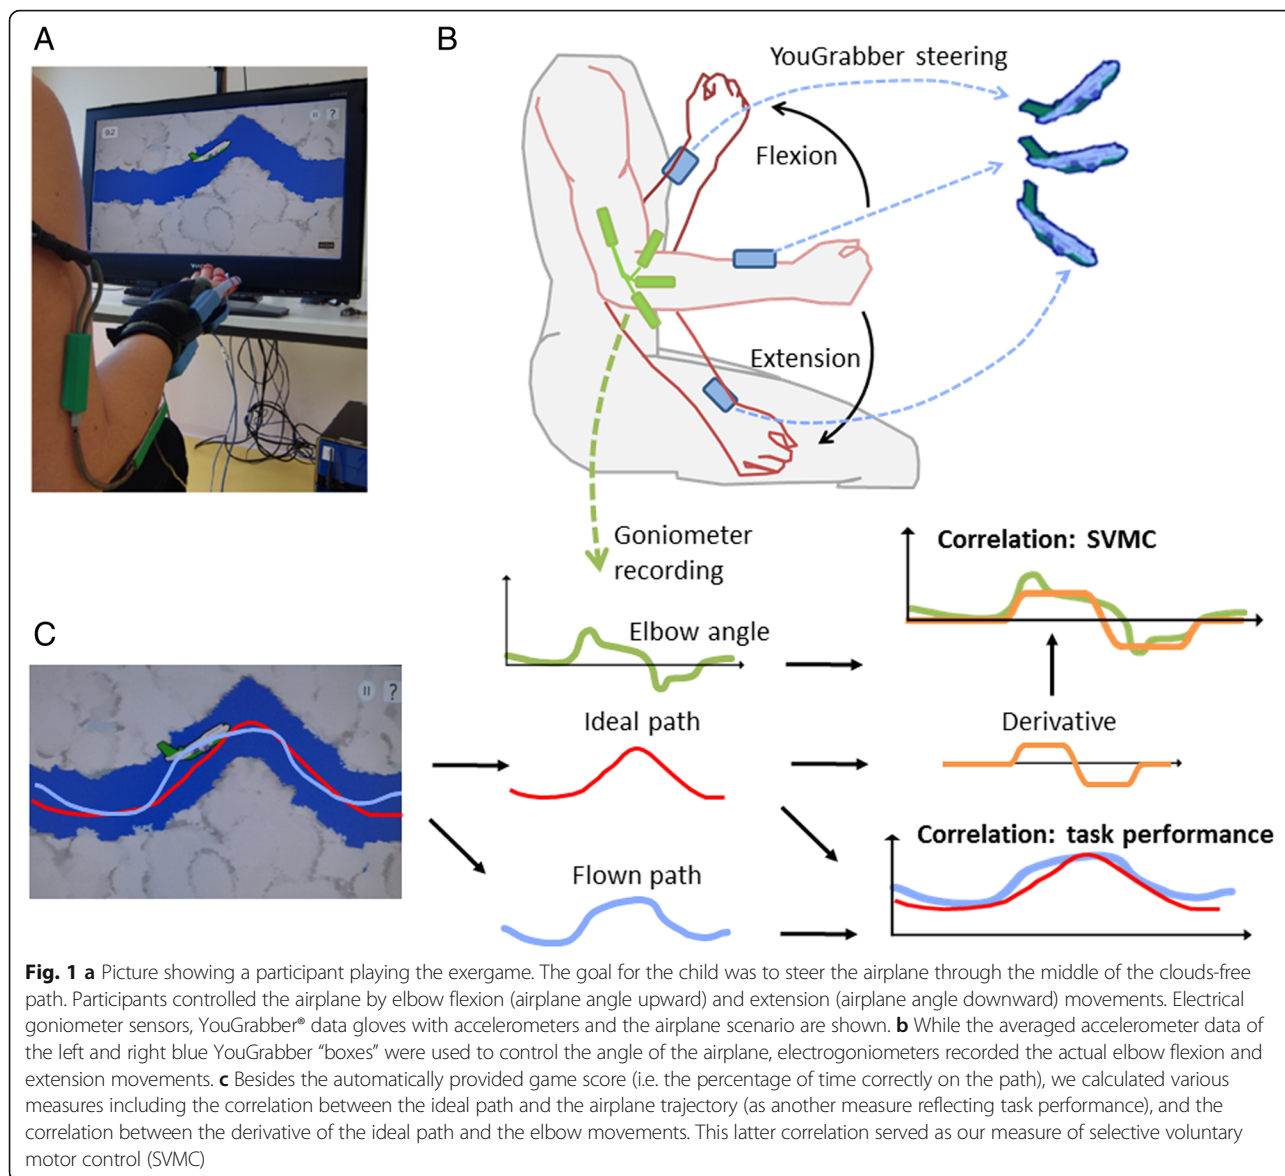 A
B
92
II ?
YouGrabber steering
Flexion
Extension
Goniometer
recording
Correlation: SVMC
Elbow angle
C
II ?
Ideal path
Derivative
Correlation: task performance
Flown path
Fig. 1 a Picture showing a participant playing the exergame. The goal for the child was to steer the airplane through the middle of the clouds-free
path. Participants controlled the airplane by elbow flexion (airplane angle upward) and extension (airplane angle downward) movements. Electrical
goniometer sensors, YouGrabber® data gloves with accelerometers and the airplane scenario are shown. b While the averaged accelerometer data of
the left and right blue YouGrabber “boxes” were used to control the angle of the airplane, electrogoniometers recorded the actual elbow flexion and
extension movements. c Besides the automatically provided game score (i.e. the percentage of time correctly on the path), we calculated various
measures including the correlation between the ideal path and the airplane trajectory (as another measure reflecting task performance), and the
correlation between the derivative of the ideal path and the elbow movements. This latter correlation served as our measure of selective voluntary
motor control (SVMC)